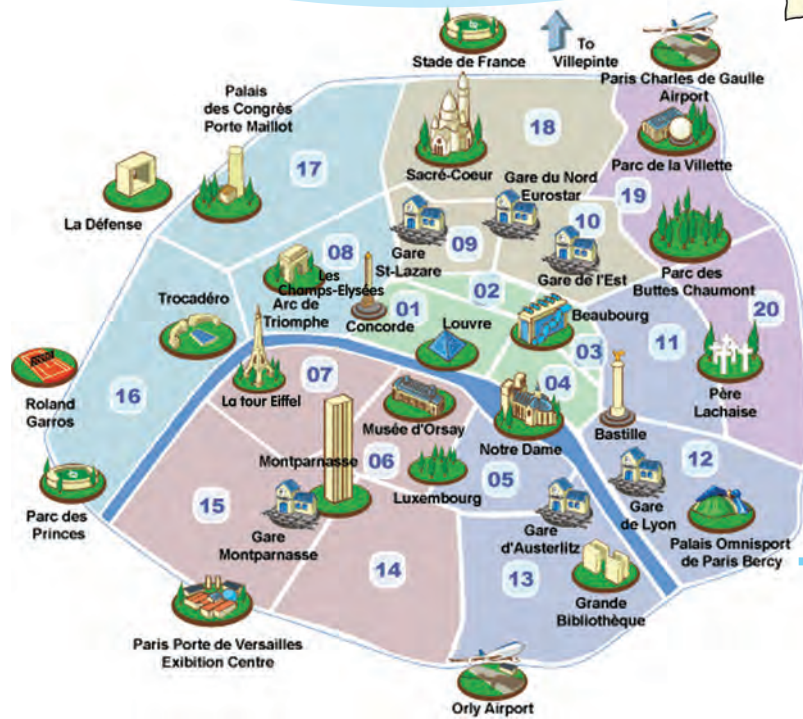 Stade de France
To
Villepinte
Paris Charles de Gaulle
Airport
Palais
des Congrès
Porte Maillot
18
Parc de la Villette
17
Sacré-Coeur
Gare du Nord
Eurostar
19
La Défense
10
08
Gare
St-Lazare
09
Gare de l'Est
Parc des
Buttes Chaumont
Les
Champs-Elysées
Arc de
Triomphe
Trocadéro
02
01
Concorde
Louvre
Beaubourg
20
11
03
Roland
Garros
16
La tour Eiffel
07
04
Père
Lachaise
Musée d'Orsay
Notre Dame
Bastille
Montparnasse
06
12
Luxembourg
05
15
Parc des
Princes
Gare
Montparnasse
Gare
d'Austerlitz
Gare
de Lyon
Palais Omnisport
de Paris Bercy
14
13
Grande
Bibliothèque
Paris Porte de Versailles
Exibition Centre
Orly Airport